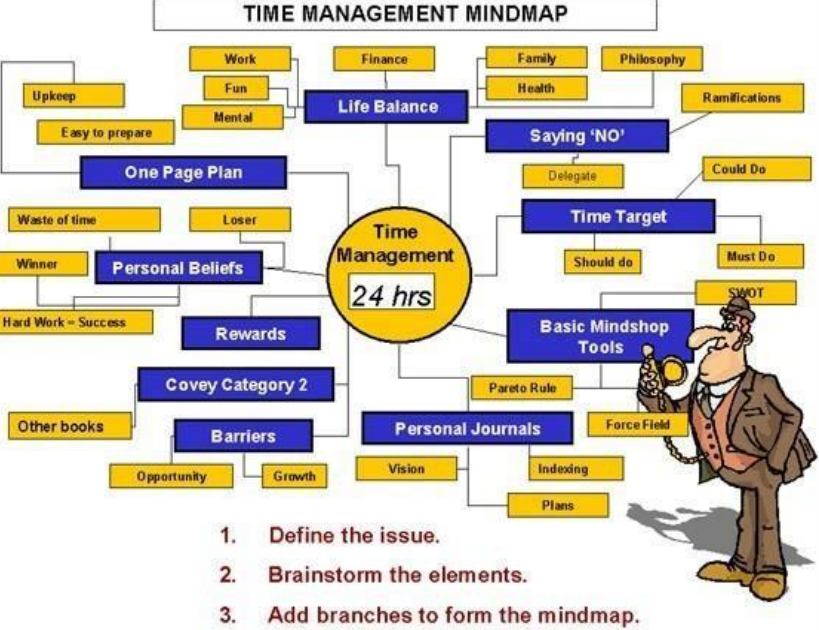 TIME MANAGEMENT MINDMAP
Work
Finance
Family
Philosophy
Upkeep
Fun
Health
Ramifications
Mental
Life Balance
Easy to prepare
Saying ‘NO’
One Page Plan
Delegate
Could Do
Waste of time
Loser
Time Target
Time
Management
24 hrs
Winner
Personal Beliefs
Should do
Must Do
SWOT
Hard Work = Success
Rewards
Basic Mindshop
Tools
Covey Category 2
Pareto Rule
Other books
Barriers
Personal Journals
Force Field
Opportunity
Growth
Vision
Indexing
Plans
1. Define the issue.
2. Brainstorm the elements.
3. Add branches to form the mindmap.